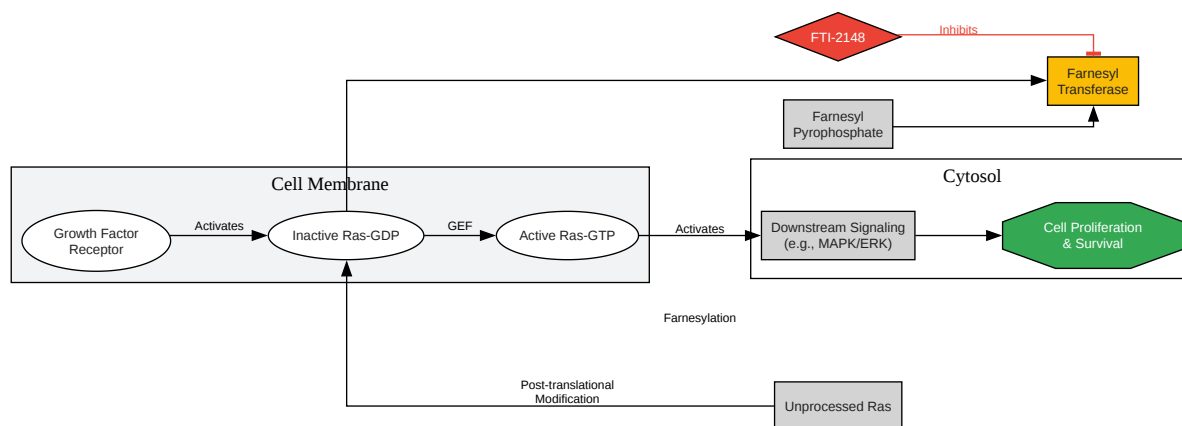 FTI-2148
Inhibits
Farnesyl
Transferase
Farnesyl
Pyrophosphate
Cell Membrane
Cytosol
Growth Factor
Receptor
Activates
Inactive Ras-GDP
GEF
Active Ras-GTP
Activates
Downstream Signaling
(e.g., MAPK/ERK)
Cell Proliferation
& Survival
Farnesylation
Post-translational
Modification
Unprocessed Ras